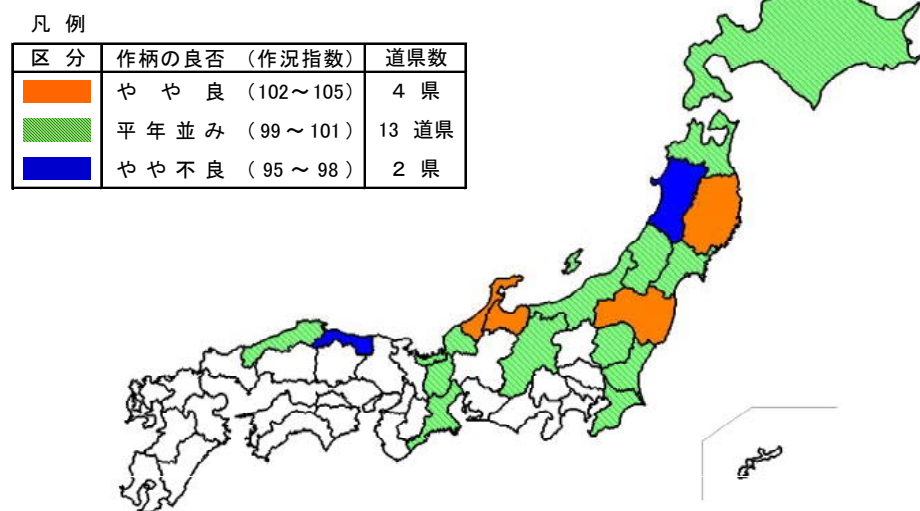 凡 例
区 分 作柄の良否 (作況指数) 道県数
や や 良 (102～105) 4 県
平 年 並 み (99～101) 13 道県
や や 不 良 (95～98) 2 県